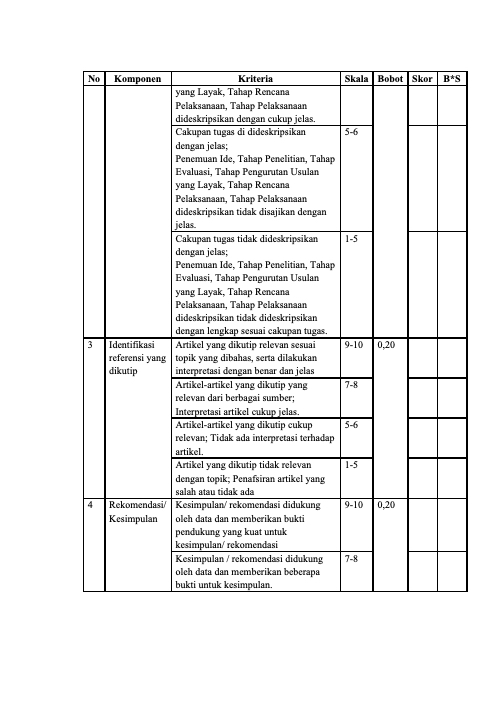 No Komponen Kriteria Skala Bobot Skor B*S
yang Layak, Tahap Rencana
Pelaksanaan, Tahap Pelaksanaan
dideskripsikan dengan cukup jelas.
Cakupan tugas di dideskripsikan 5-6
dengan jelas;
Penemuan Ide, Tahap Penelitian, Tahap
Evaluasi, Tahap Pengurutan Usulan
yang Layak, Tahap Rencana
Pelaksanaan, Tahap Pelaksanaan
dideskripsikan tidak disajikan dengan
jelas.
Cakupan tugas tidak dideskripsikan 1-5
dengan jelas;
Penemuan Ide, Tahap Penelitian, Tahap
Evaluasi, Tahap Pengurutan Usulan
yang Layak, Tahap Rencana
Pelaksanaan, Tahap Pelaksanaan
dideskripsikan tidak dideskripsikan
dengan lengkap sesuai cakupan tugas.
3 Identifikasi Artikel yang dikutip relevan sesuai 9-10 0,20
referensi yang topik yang dibahas, serta dilakukan
dikutip interpretasi dengan benar dan jelas
Artikel-artikel yang dikutip yang 7-8
relevan dari berbagai sumber;
Interpretasi artikel cukup jelas.
Artikel-artikel yang dikutip cukup 5-6
relevan; Tidak ada interpretasi terhadap
artikel.
Artikel yang dikutip tidak relevan 1-5
dengan topik; Penafsiran artikel yang
salah atau tidak ada
4 Rekomendasi/ Kesimpulan/ rekomendasi didukung 9-10 0,20
Kesimpulan oleh data dan memberikan bukti
pendukung yang kuat untuk
kesimpulan/ rekomendasi
Kesimpulan / rekomendasi didukung 7-8
oleh data dan memberikan beberapa
bukti untuk kesimpulan.